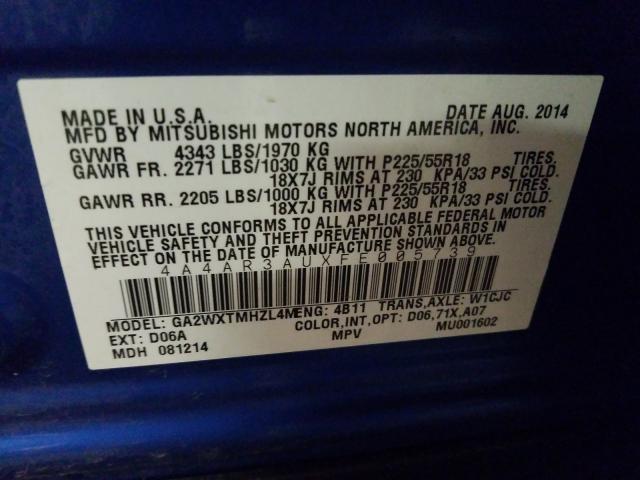 MADE IN U.S.A. DATE AUG. 2014
MFD BY MITSUBISHI MOTORS NORTH AMERICA, INC.
GVWR 4343 LBS/1970 KG
GAWR FR. 2271 LBS/1030 KG WITH P225/55R18 TIRES.
18X7J RIMS AT 230 KPA/33 PSI COLD.
GAWR RR. 2205 LBS/1000 KG WITH P225/55R18 TIRES.
18X7J RIMS AT 230 KPA/33 PSI COLD.
THIS VEHICLE CONFORMS TO ALL APPLICABLE FEDERAL MOTOR
VEHICLE SAFETY AND THEFT PREVENTION STANDARDS IN
EFFECT ON THE DATE OF MANUFACTURE SHOWN ABOVE.
4A4AR3AUXFE005739
MODEL: GA2WXTMHZL4M ENG: 4B11 TRANS,AXLE: W1CJC
EXT: D06A COLOR,INT,OPT: D06,71X,A07
MDH 081214 MPV MU001602